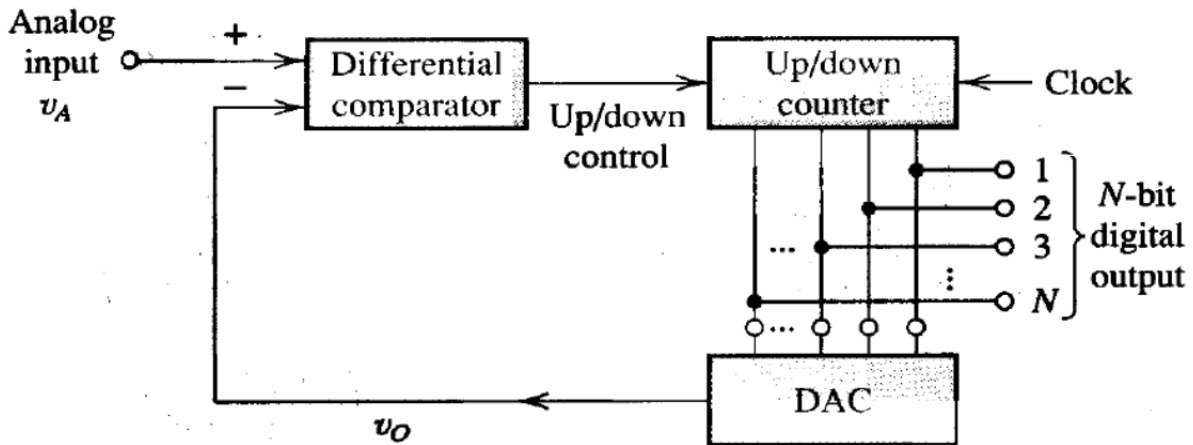 Analog
input
v_A
+
−
Differential
comparator
Up/down
control
Up/down
counter
Clock
1
2
3
...
⋮
N
...
N-bit
digital
output
DAC
v_O